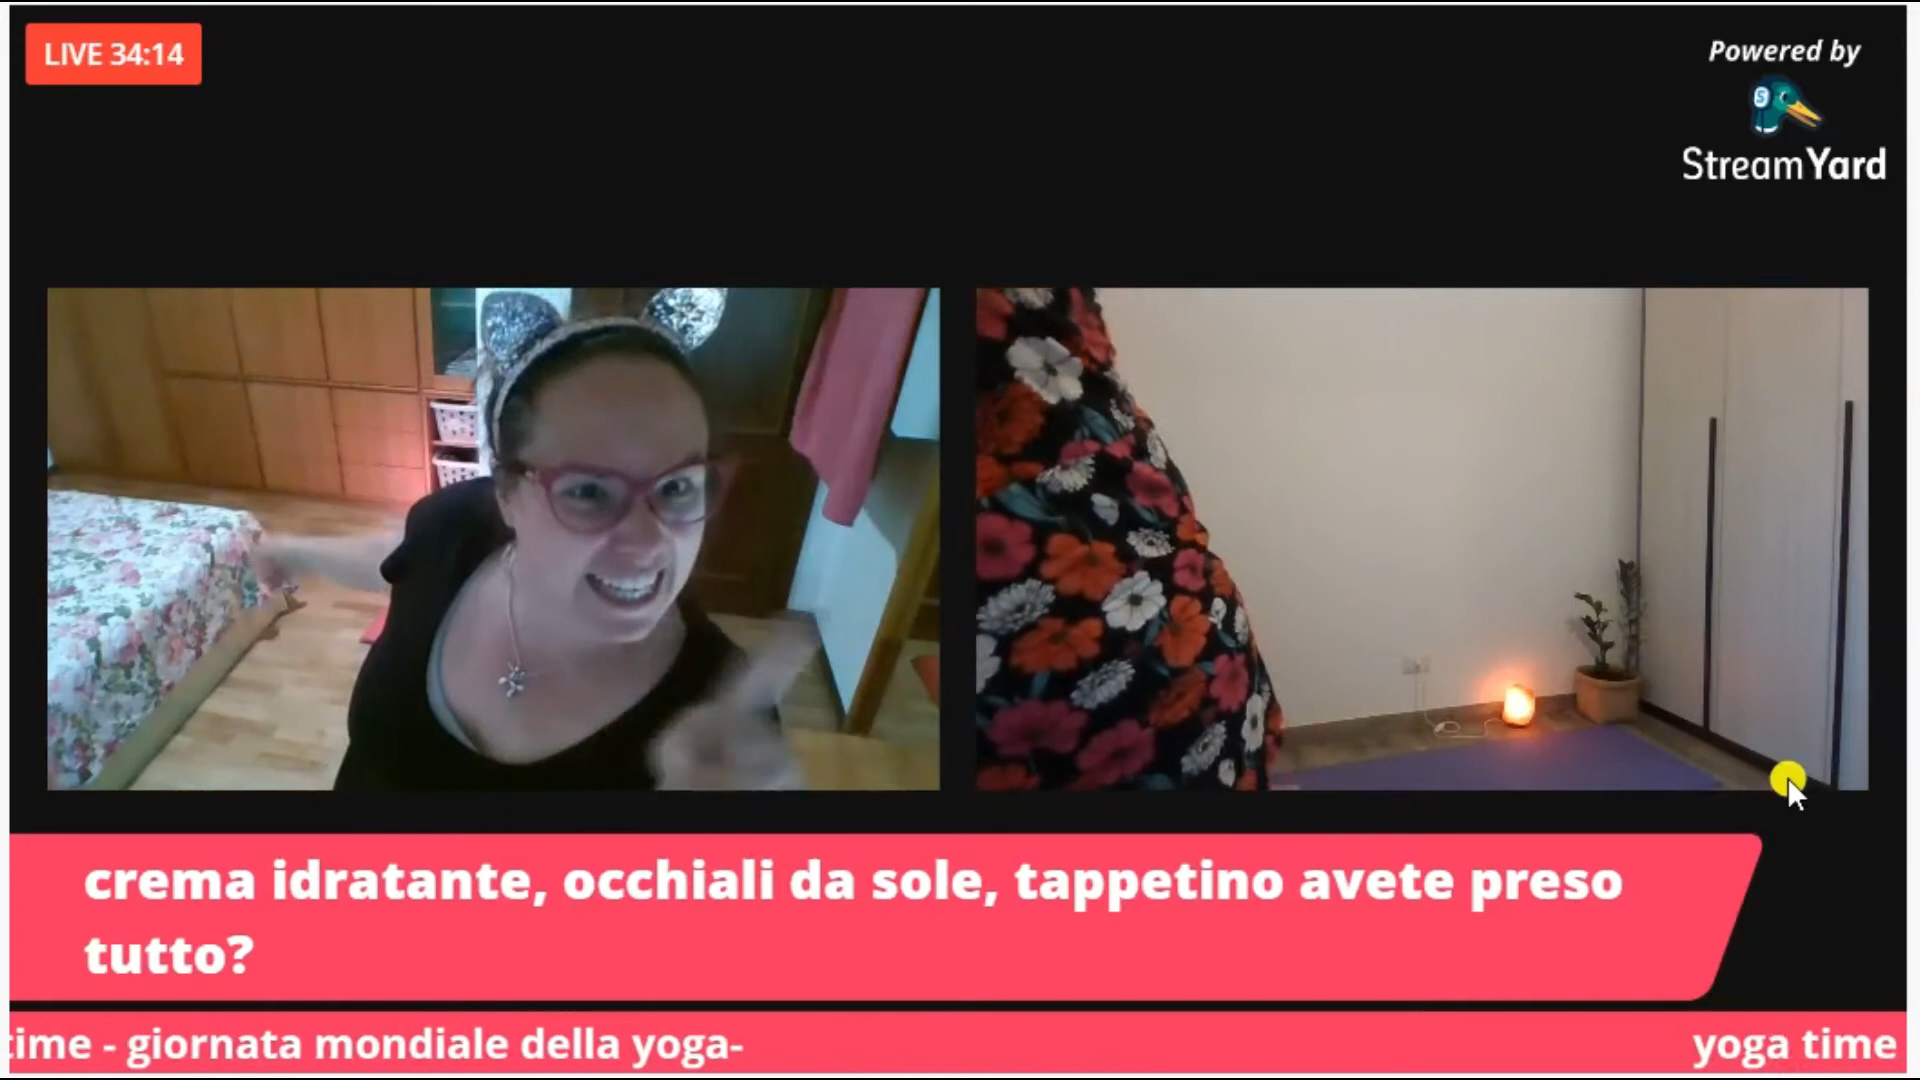 LIVE 34:14
Powered by
S
StreamYard
crema idratante, occhiali da sole, tappetino avete preso
tutto?
time - giornata mondiale della yoga- yoga time